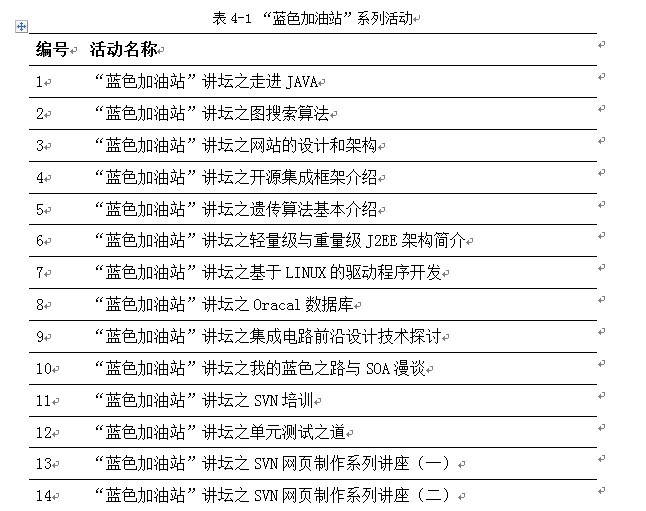 表 4-1 “蓝色加油站”系列活动
编号 活动名称
1 “蓝色加油站”讲坛之走进 JAVA
2 “蓝色加油站”讲坛之图搜索算法
3 “蓝色加油站”讲坛之网站的设计和架构
4 “蓝色加油站”讲坛之开源集成框架介绍
5 “蓝色加油站”讲坛之遗传算法基本介绍
6 “蓝色加油站”讲坛之轻量级与重量级 J2EE 架构简介
7 “蓝色加油站”讲坛之基于 LINUX 的驱动程序开发
8 “蓝色加油站”讲坛之 Oracal 数据库
9 “蓝色加油站”讲坛之集成电路前沿设计技术探讨
10 “蓝色加油站”讲坛之我的蓝色之路与 SOA 漫谈
11 “蓝色加油站”讲坛之 SVN 培训
12 “蓝色加油站”讲坛之单元测试之道
13 “蓝色加油站”讲坛之 SVN 网页制作系列讲座（一）
14 “蓝色加油站”讲坛之 SVN 网页制作系列讲座（二）